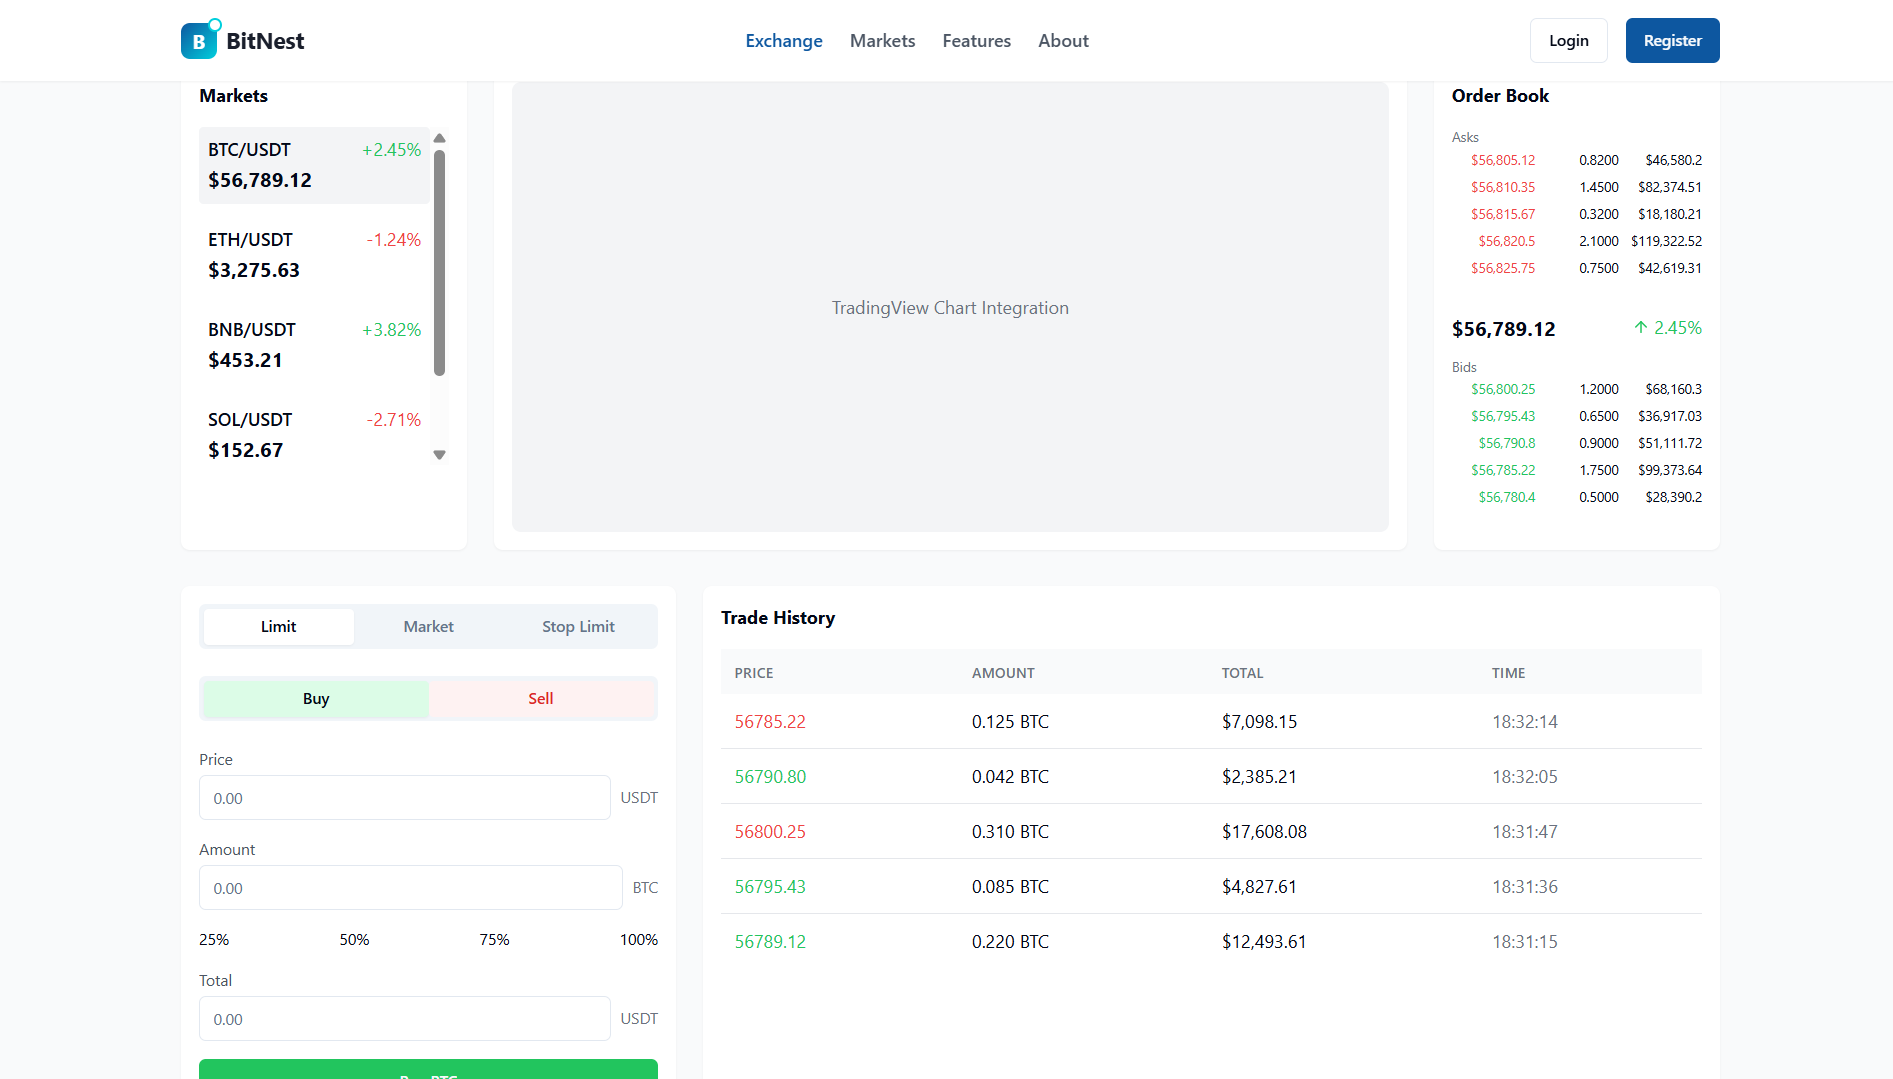 B BitNest
Exchange Markets Features About
Login Register
Markets
BTC/USDT +2.45%
$56,789.12
ETH/USDT -1.24%
$3,275.63
BNB/USDT +3.82%
$453.21
SOL/USDT -2.71%
$152.67
TradingView Chart Integration
Order Book
Asks
$56,805.12 0.8200 $46,580.2
$56,810.35 1.4500 $82,374.51
$56,815.67 0.3200 $18,180.21
$56,820.5 2.1000 $119,322.52
$56,825.75 0.7500 $42,619.31
$56,789.12 ↑ 2.45%
Bids
$56,800.25 1.2000 $68,160.3
$56,795.43 0.6500 $36,917.03
$56,790.8 0.9000 $51,111.72
$56,785.22 1.7500 $99,373.64
$56,780.4 0.5000 $28,390.2
Limit Market Stop Limit
Buy Sell
Price
0.00 USDT
Amount
0.00 BTC
25% 50% 75% 100%
Total
0.00 USDT
Buy BTC
Trade History
PRICE AMOUNT TOTAL TIME
56785.22 0.125 BTC $7,098.15 18:32:14
56790.80 0.042 BTC $2,385.21 18:32:05
56800.25 0.310 BTC $17,608.08 18:31:47
56795.43 0.085 BTC $4,827.61 18:31:36
56789.12 0.220 BTC $12,493.61 18:31:15